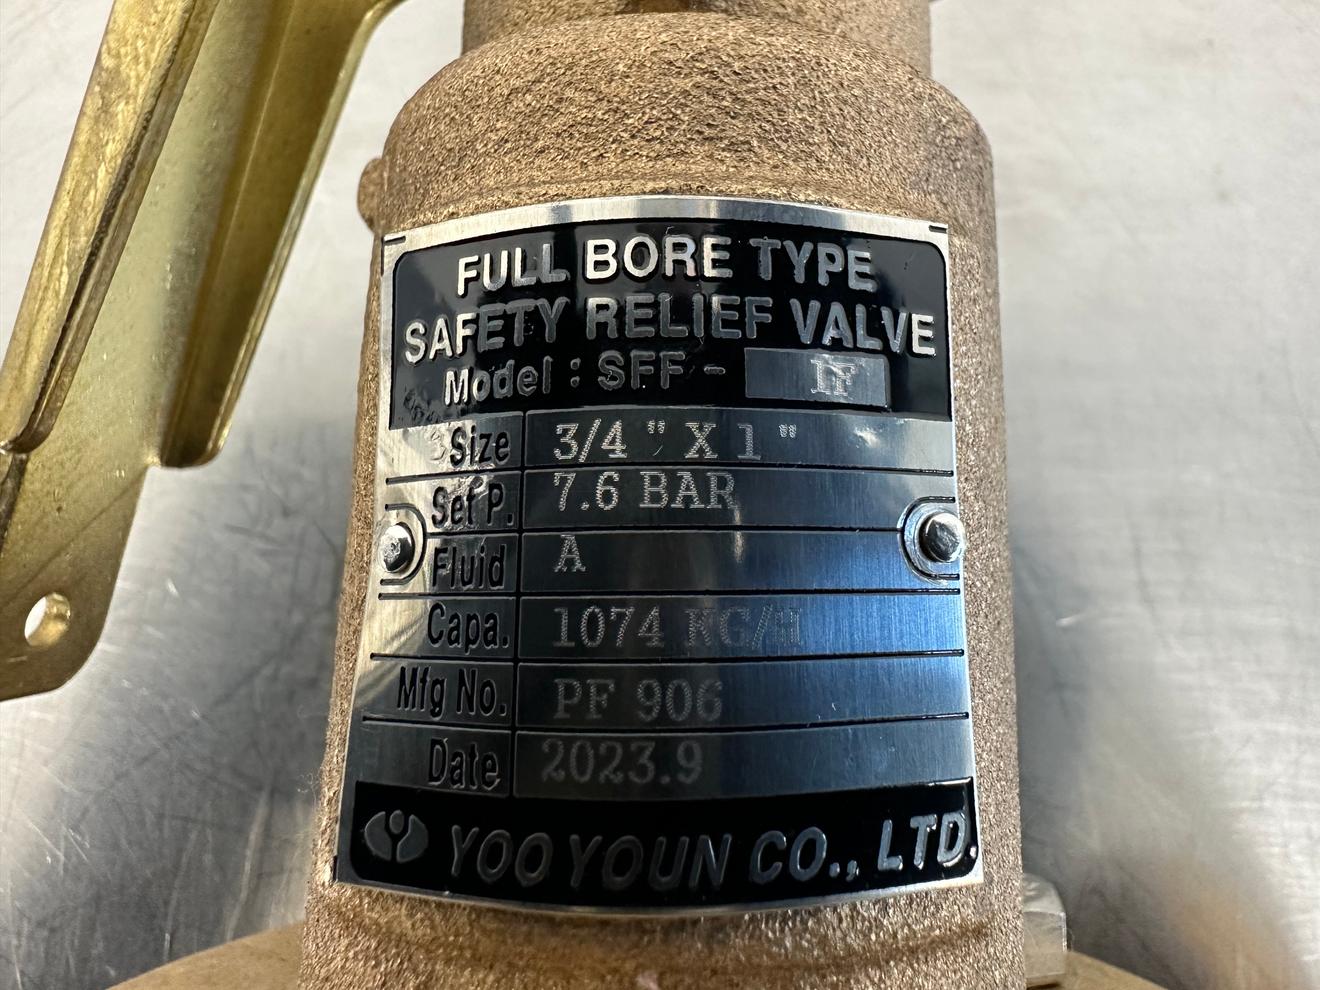 FULL BORE TYPE
SAFETY RELIEF VALVE
Model : SFF - 1F
Size 3/4 " X 1 "
Set P. 7.6 BAR
Fluid A
Capa. 1074 KG/H
Mfg No. PF 906
Date 2023.9
YOO YOUN CO., LTD.